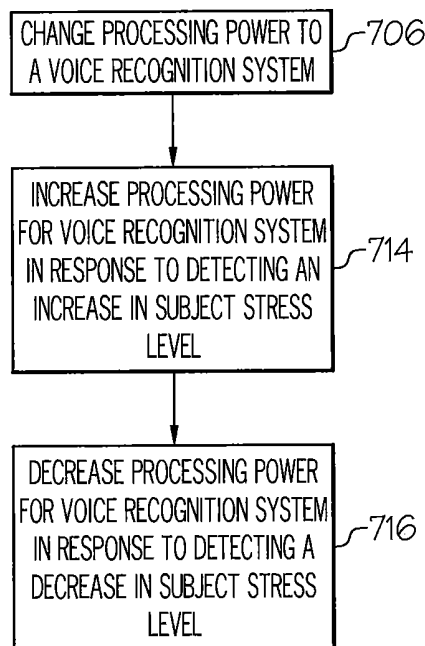 CHANGE PROCESSING POWER TO
A VOICE RECOGNITION SYSTEM
706
INCREASE PROCESSING POWER
FOR VOICE RECOGNITION SYSTEM
IN RESPONSE TO DETECTING AN
INCREASE IN SUBJECT STRESS
LEVEL
714
DECREASE PROCESSING POWER
FOR VOICE RECOGNITION SYSTEM
IN RESPONSE TO DETECTING A
DECREASE IN SUBJECT STRESS
LEVEL
716